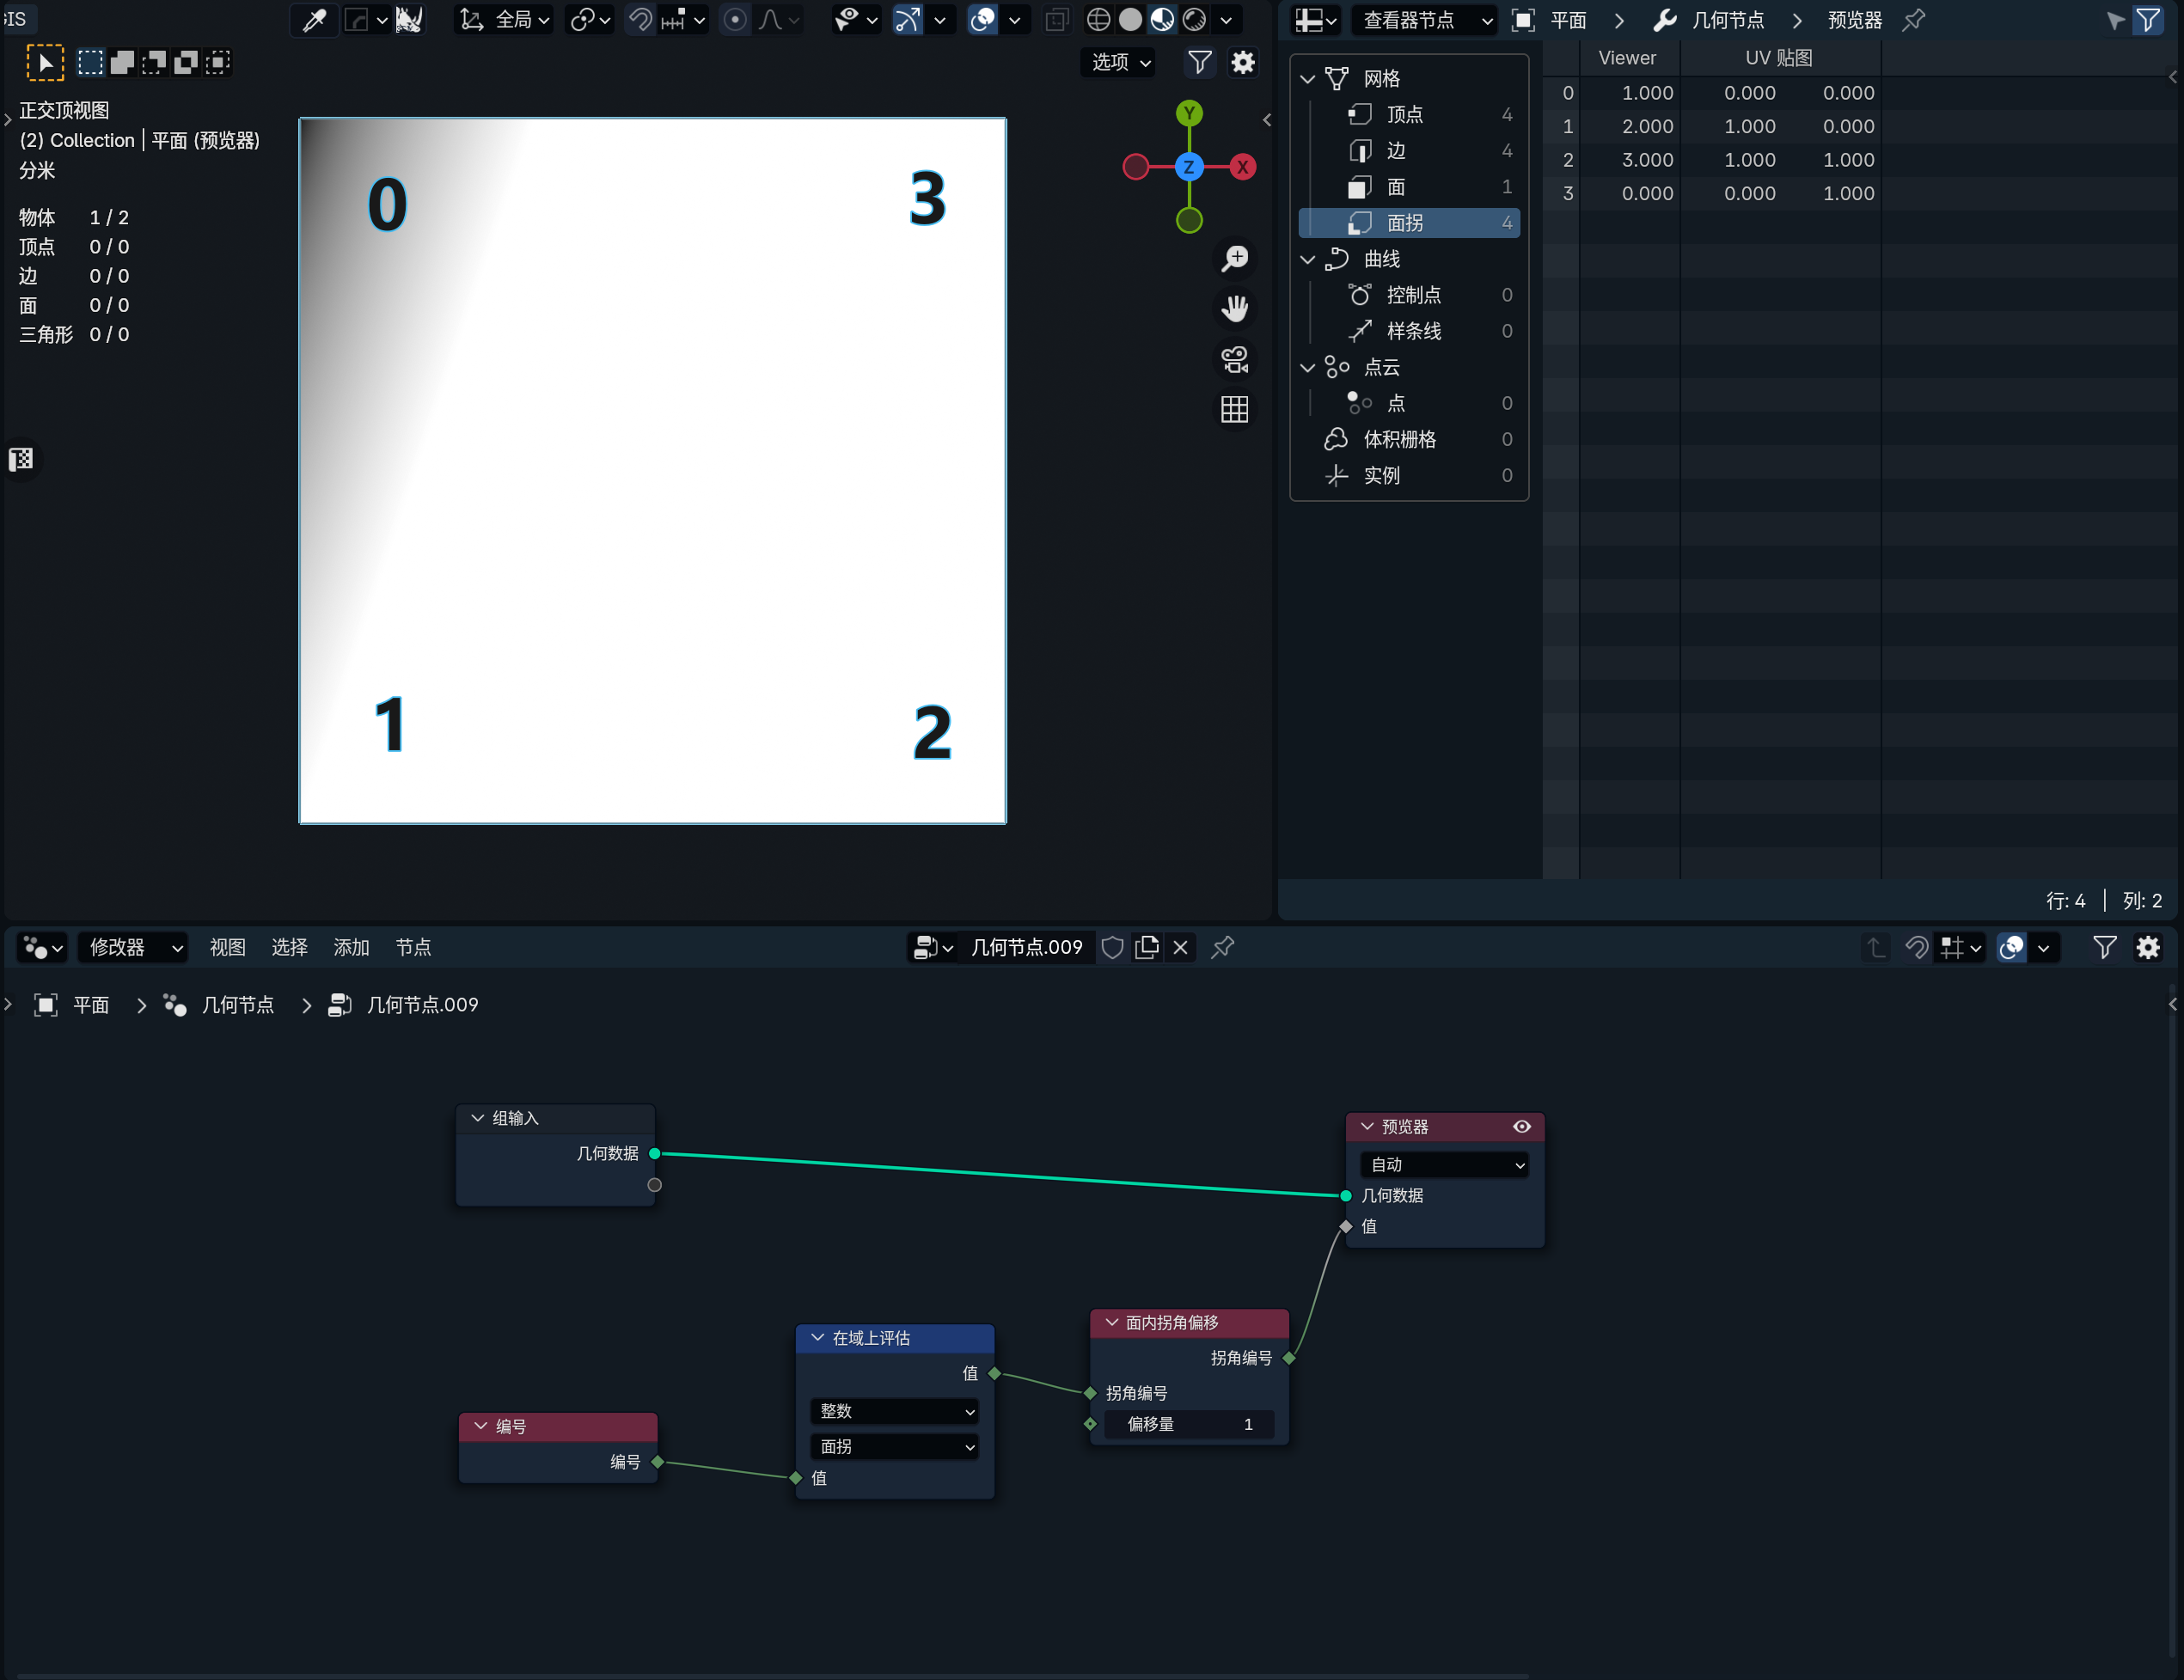 GIS
全局
选项
正交顶视图
(2) Collection | 平面 (预览器)
分米
物体 1 / 2
顶点 0 / 0
边 0 / 0
面 0 / 0
三角形 0 / 0
0
3
1
2
Y
Z
X
查看器节点 平面 几何节点 预览器
网格
顶点 4
边 4
面 1
面拐 4
曲线
控制点 0
样条线 0
点云
点 0
体积栅格 0
实例 0
Viewer UV 贴图
0 1.000 0.000 0.000
1 2.000 1.000 0.000
2 3.000 1.000 1.000
3 0.000 0.000 1.000
行: 4 | 列: 2
修改器 视图 选择 添加 节点 几何节点.009
平面 几何节点 几何节点.009
组输入
几何数据
预览器
自动
几何数据
值
面内拐角偏移
拐角编号
拐角编号
偏移量 1
在域上评估
值
整数
面拐
值
编号
编号